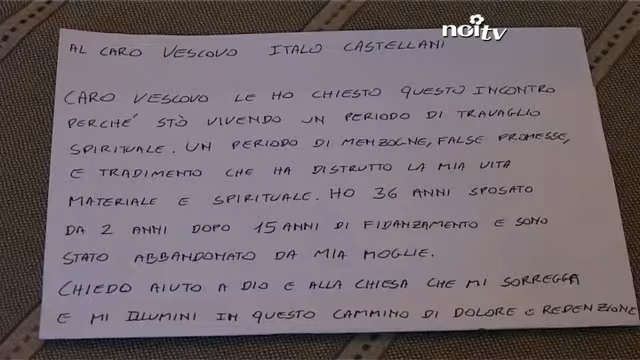 noitv
AL CARO VESCOVO ITALO CASTELLANI
CARO VESCOVO LE HO CHIESTO QUESTO INCONTRO
PERCHÉ STÒ VIVENDO UN PERIODO DI TRAVAGLIO
SPIRITUALE. UN PERIODO DI MENZOGNE, FALSE PROMESSE,
E TRADIMENTO CHE HA DISTRUTTO LA MIA VITA
MATERIALE E SPIRITUALE. HO 36 ANNI SPOSATO
DA 2 ANNI DOPO 15 ANNI DI FIDANZAMENTO E SONO
STATO ABBANDONATO DA MIA MOGLIE.
CHIEDO AIUTO A DIO E ALLA CHIESA CHE MI SORREGGA
E MI ILLUMINI IN QUESTO CAMMINO DI DOLORE E REDENZIONE